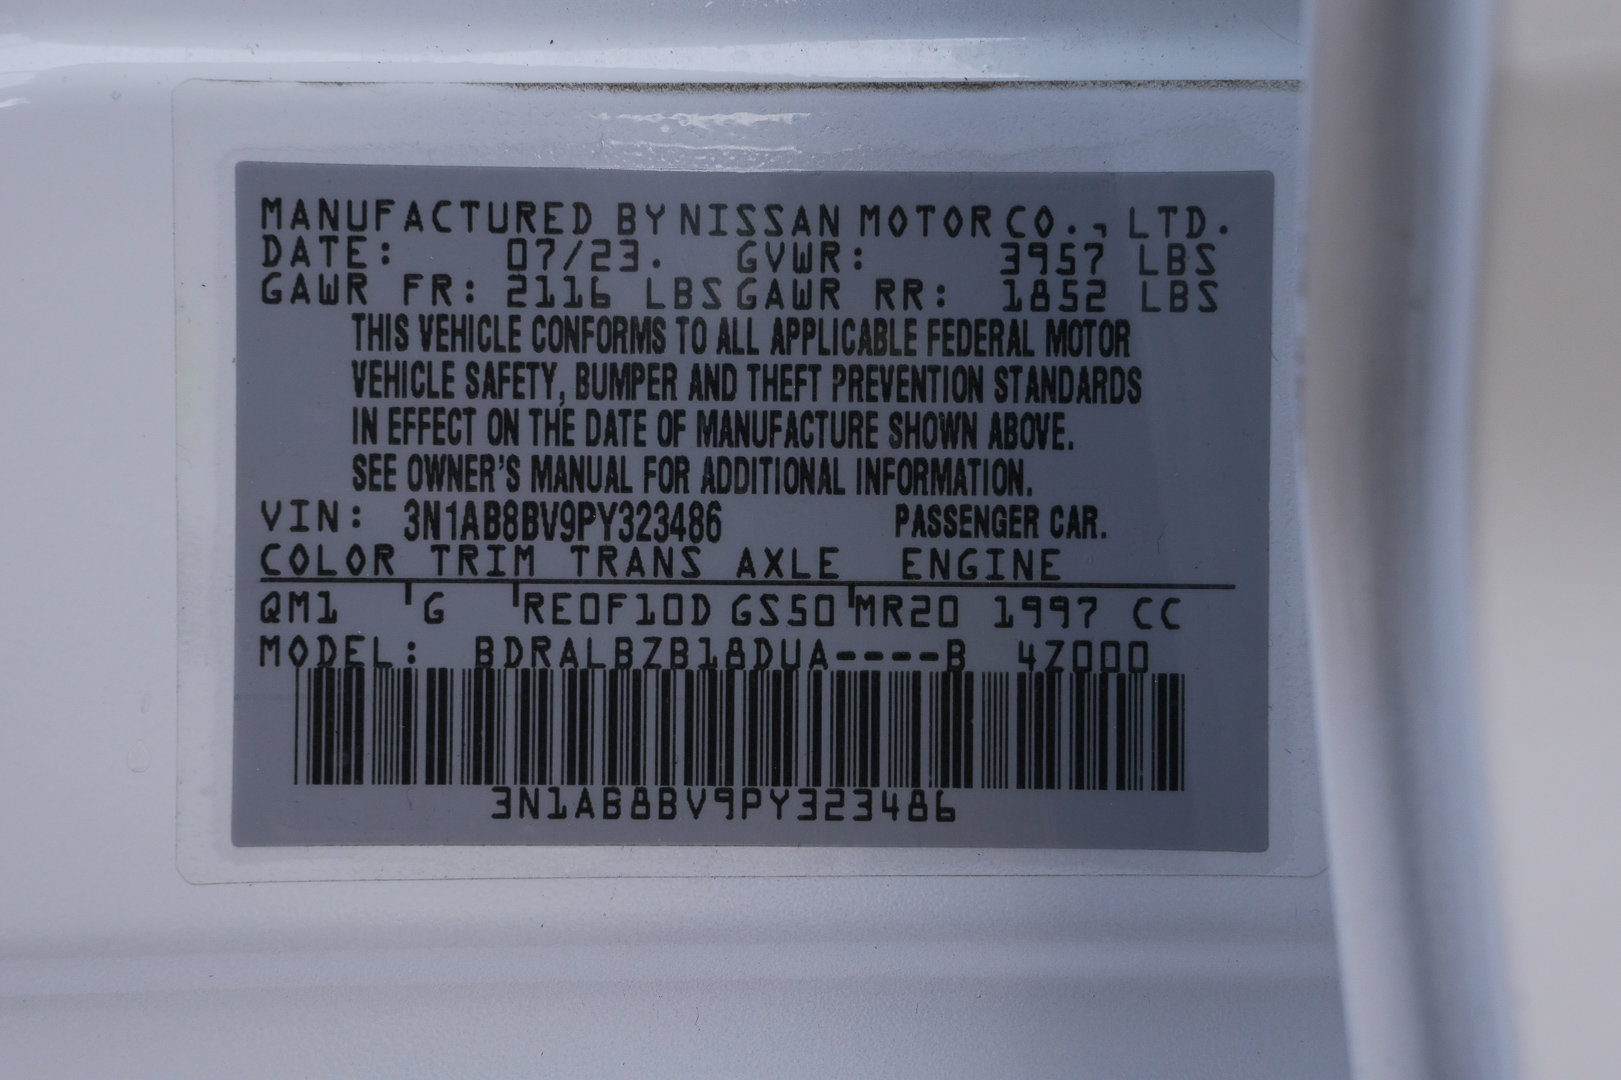 MANUFACTURED BY NISSAN MOTOR CO., LTD.
DATE: 07/23. GVWR: 3957 LBS
GAWR FR: 2116 LBS GAWR RR: 1852 LBS
THIS VEHICLE CONFORMS TO ALL APPLICABLE FEDERAL MOTOR
VEHICLE SAFETY, BUMPER AND THEFT PREVENTION STANDARDS
IN EFFECT ON THE DATE OF MANUFACTURE SHOWN ABOVE.
SEE OWNER'S MANUAL FOR ADDITIONAL INFORMATION.
VIN: 3N1AB8BV9PY323486 PASSENGER CAR.
COLOR TRIM TRANS AXLE ENGINE
QM1 G RE0F10D GS50 MR20 1997 CC
MODEL: BDRALBZB18DUA----B 4Z000
3N1AB8BV9PY323486